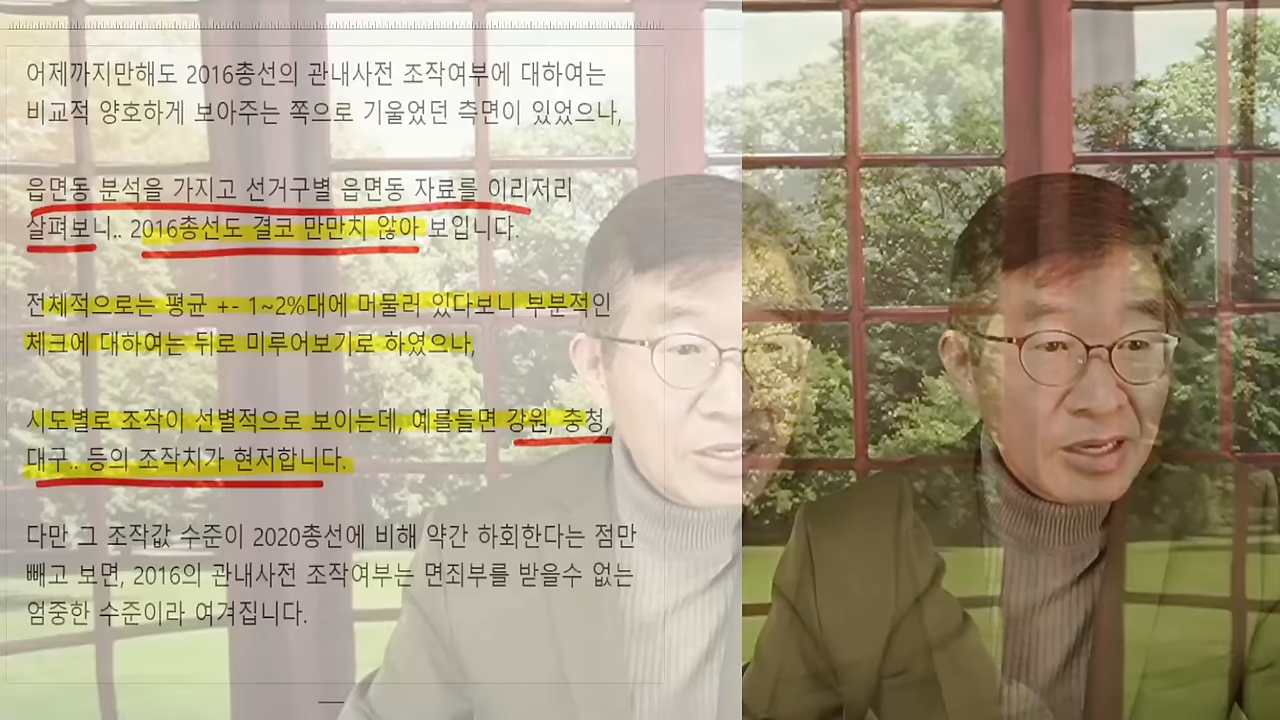 어제까지만해도 2016총선의 관내사전 조작여부에 대하여는
비교적 양호하게 보아주는 쪽으로 기울었던 측면이 있었으나,
읍면동 분석을 가지고 선거구별 읍면동 자료를 이리저리
살펴보니.. 2016총선도 결코 만만치 않아 보입니다.
전체적으로는 평균 +- 1~2%대에 머물러 있다보니 부분적인
체크에 대하여는 뒤로 미루어보기로 하였으나,
시도별로 조작이 선별적으로 보이는데, 예를들면 강원, 충청,
대구.. 등의 조작치가 현저합니다.
다만 그 조작값 수준이 2020총선에 비해 약간 하회한다는 점만
빼고 보면, 2016의 관내사전 조작여부는 면죄부를 받을수 없는
엄중한 수준이라 여겨집니다.